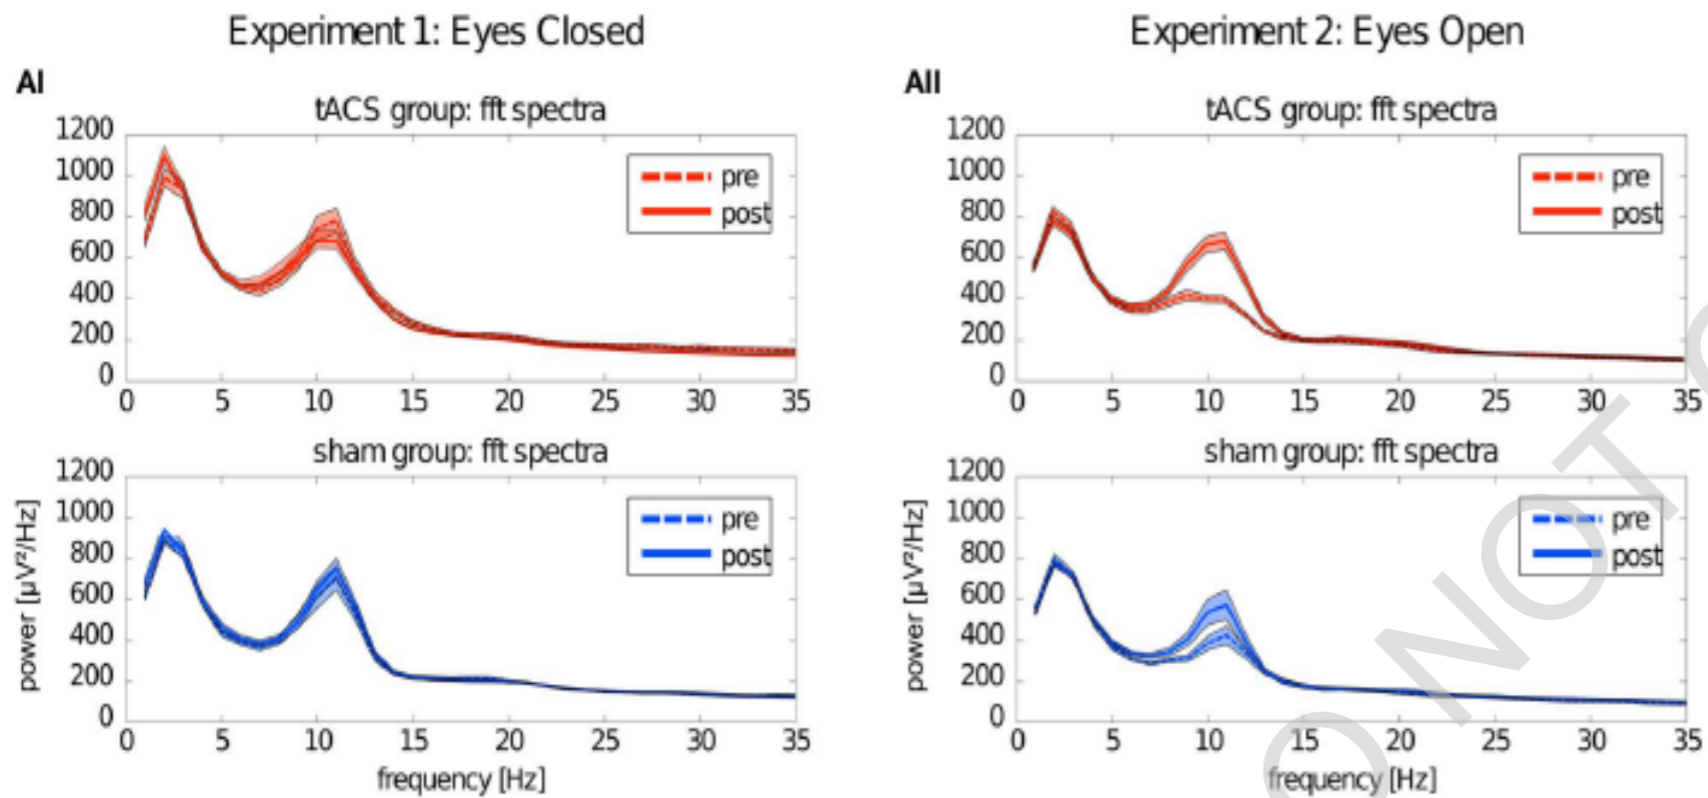 Experiment 1: Eyes Closed
AI
tACS group: fft spectra
1200
1000
800
600
400
200
0
0 5 10 15 20 25 30 35
pre
post
sham group: fft spectra
1200
1000
800
600
400
200
0
0 5 10 15 20 25 30 35
pre
post
power [µV²/Hz]
frequency [Hz]
Experiment 2: Eyes Open
AII
tACS group: fft spectra
1200
1000
800
600
400
200
0
0 5 10 15 20 25 30 35
pre
post
sham group: fft spectra
1200
1000
800
600
400
200
0
0 5 10 15 20 25 30 35
pre
post
power [µV²/Hz]
frequency [Hz]
O NOT